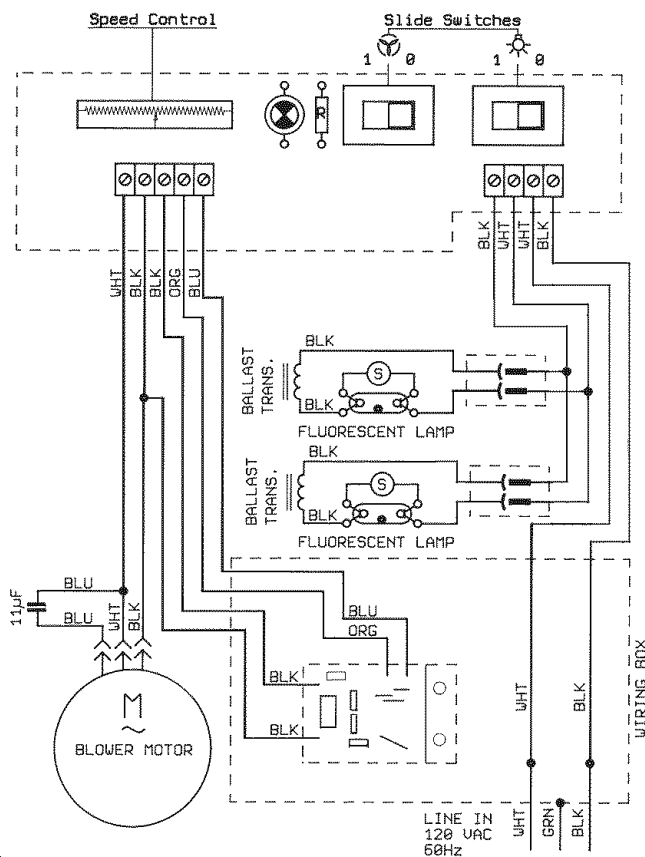 Speed Control
Slide Switches
1 0
1 0
R
WHT
BLK
BLK
ORG
BLU
BLK
WHT
WHT
BLK
BALLAST
TRANS.
BLK
S
BLK
FLUORESCENT LAMP
BALLAST
TRANS.
BLK
S
BLK
FLUORESCENT LAMP
11µF
BLU
BLU
WHT
BLK
BLU
ORG
BLK
BLK
M
~
BLOWER MOTOR
WHT
BLK
WIRING BOX
LINE IN
120 VAC
60Hz
WHT
GRN
BLK